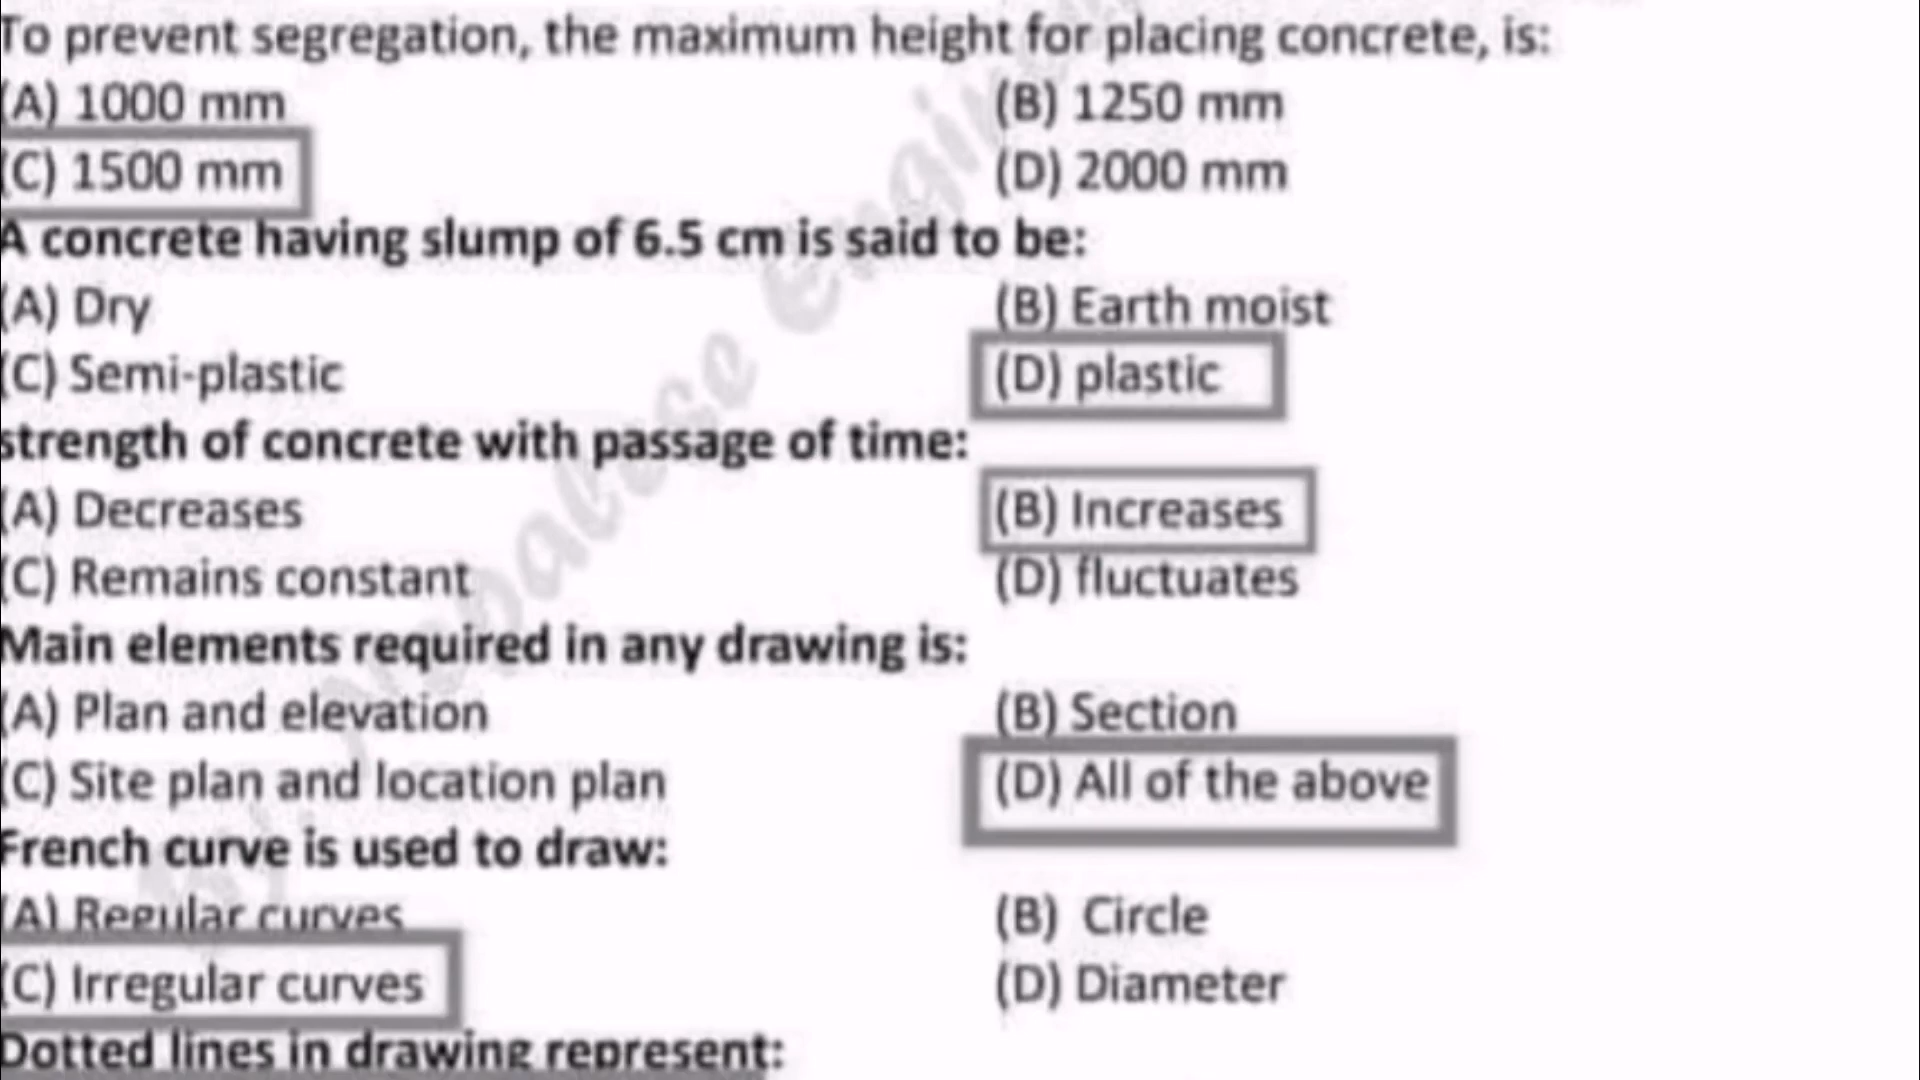 To prevent segregation, the maximum height for placing concrete, is:
(A) 1000 mm (B) 1250 mm
(C) 1500 mm (D) 2000 mm
A concrete having slump of 6.5 cm is said to be:
(A) Dry (B) Earth moist
(C) Semi-plastic (D) plastic
strength of concrete with passage of time:
(A) Decreases (B) Increases
(C) Remains constant (D) fluctuates
Main elements required in any drawing is:
(A) Plan and elevation (B) Section
(C) Site plan and location plan (D) All of the above
French curve is used to draw:
(A) Regular curves (B) Circle
(C) Irregular curves (D) Diameter
Dotted lines in drawing represent: